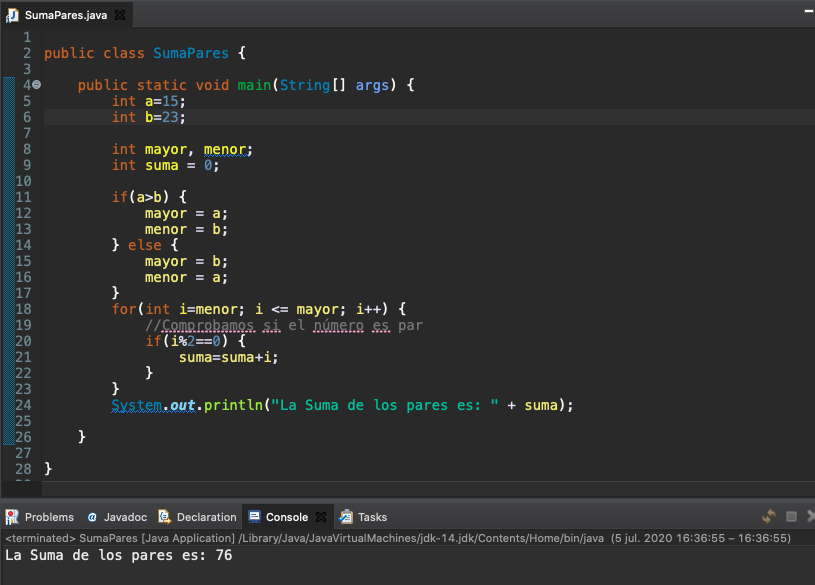 SumaPares.java
1
2 public class SumaPares {
3
4 public static void main(String[] args) {
5 int a=15;
6 int b=23;
7
8 int mayor, menor;
9 int suma = 0;
10
11 if(a>b) {
12 mayor = a;
13 menor = b;
14 } else {
15 mayor = b;
16 menor = a;
17 }
18 for(int i=menor; i <= mayor; i++) {
19 //Comprobamos si el número es par
20 if(i%2==0) {
21 suma=suma+i;
22 }
23 }
24 System.out.println("La Suma de los pares es: " + suma);
25
26 }
27
28 }
Problems @ Javadoc Declaration Console Tasks
<terminated> SumaPares [Java Application] /Library/Java/JavaVirtualMachines/jdk-14.jdk/Contents/Home/bin/java (5 jul. 2020 16:36:55 – 16:36:55)
La Suma de los pares es: 76